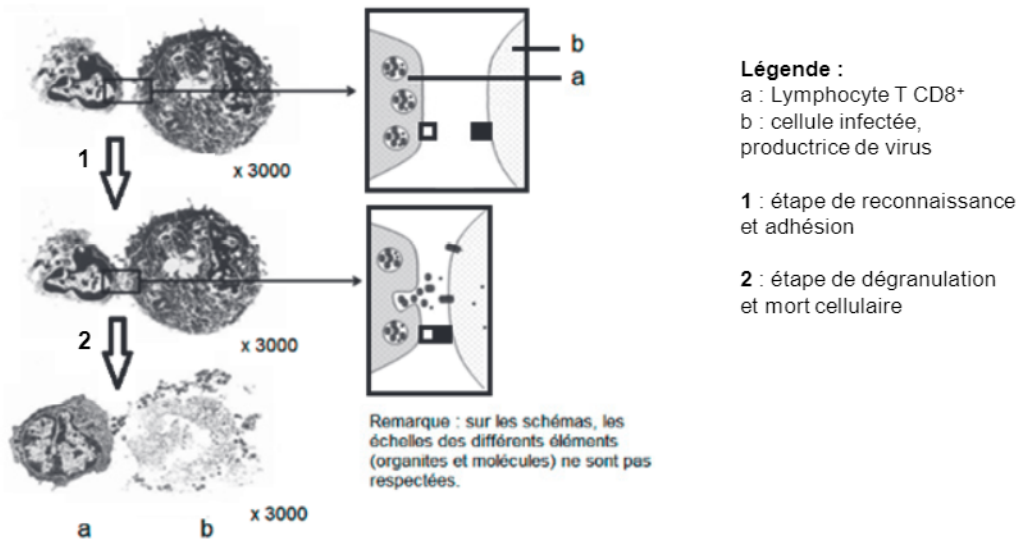 b
a
1
x 3000
2
x 3000
x 3000
a
b
Remarque : sur les schémas, les
échelles des différents éléments
(organites et molécules) ne sont pas
respectées.
Légende :
a : Lymphocyte T CD8⁺
b : cellule infectée,
productrice de virus
1 : étape de reconnaissance
et adhésion
2 : étape de dégranulation
et mort cellulaire